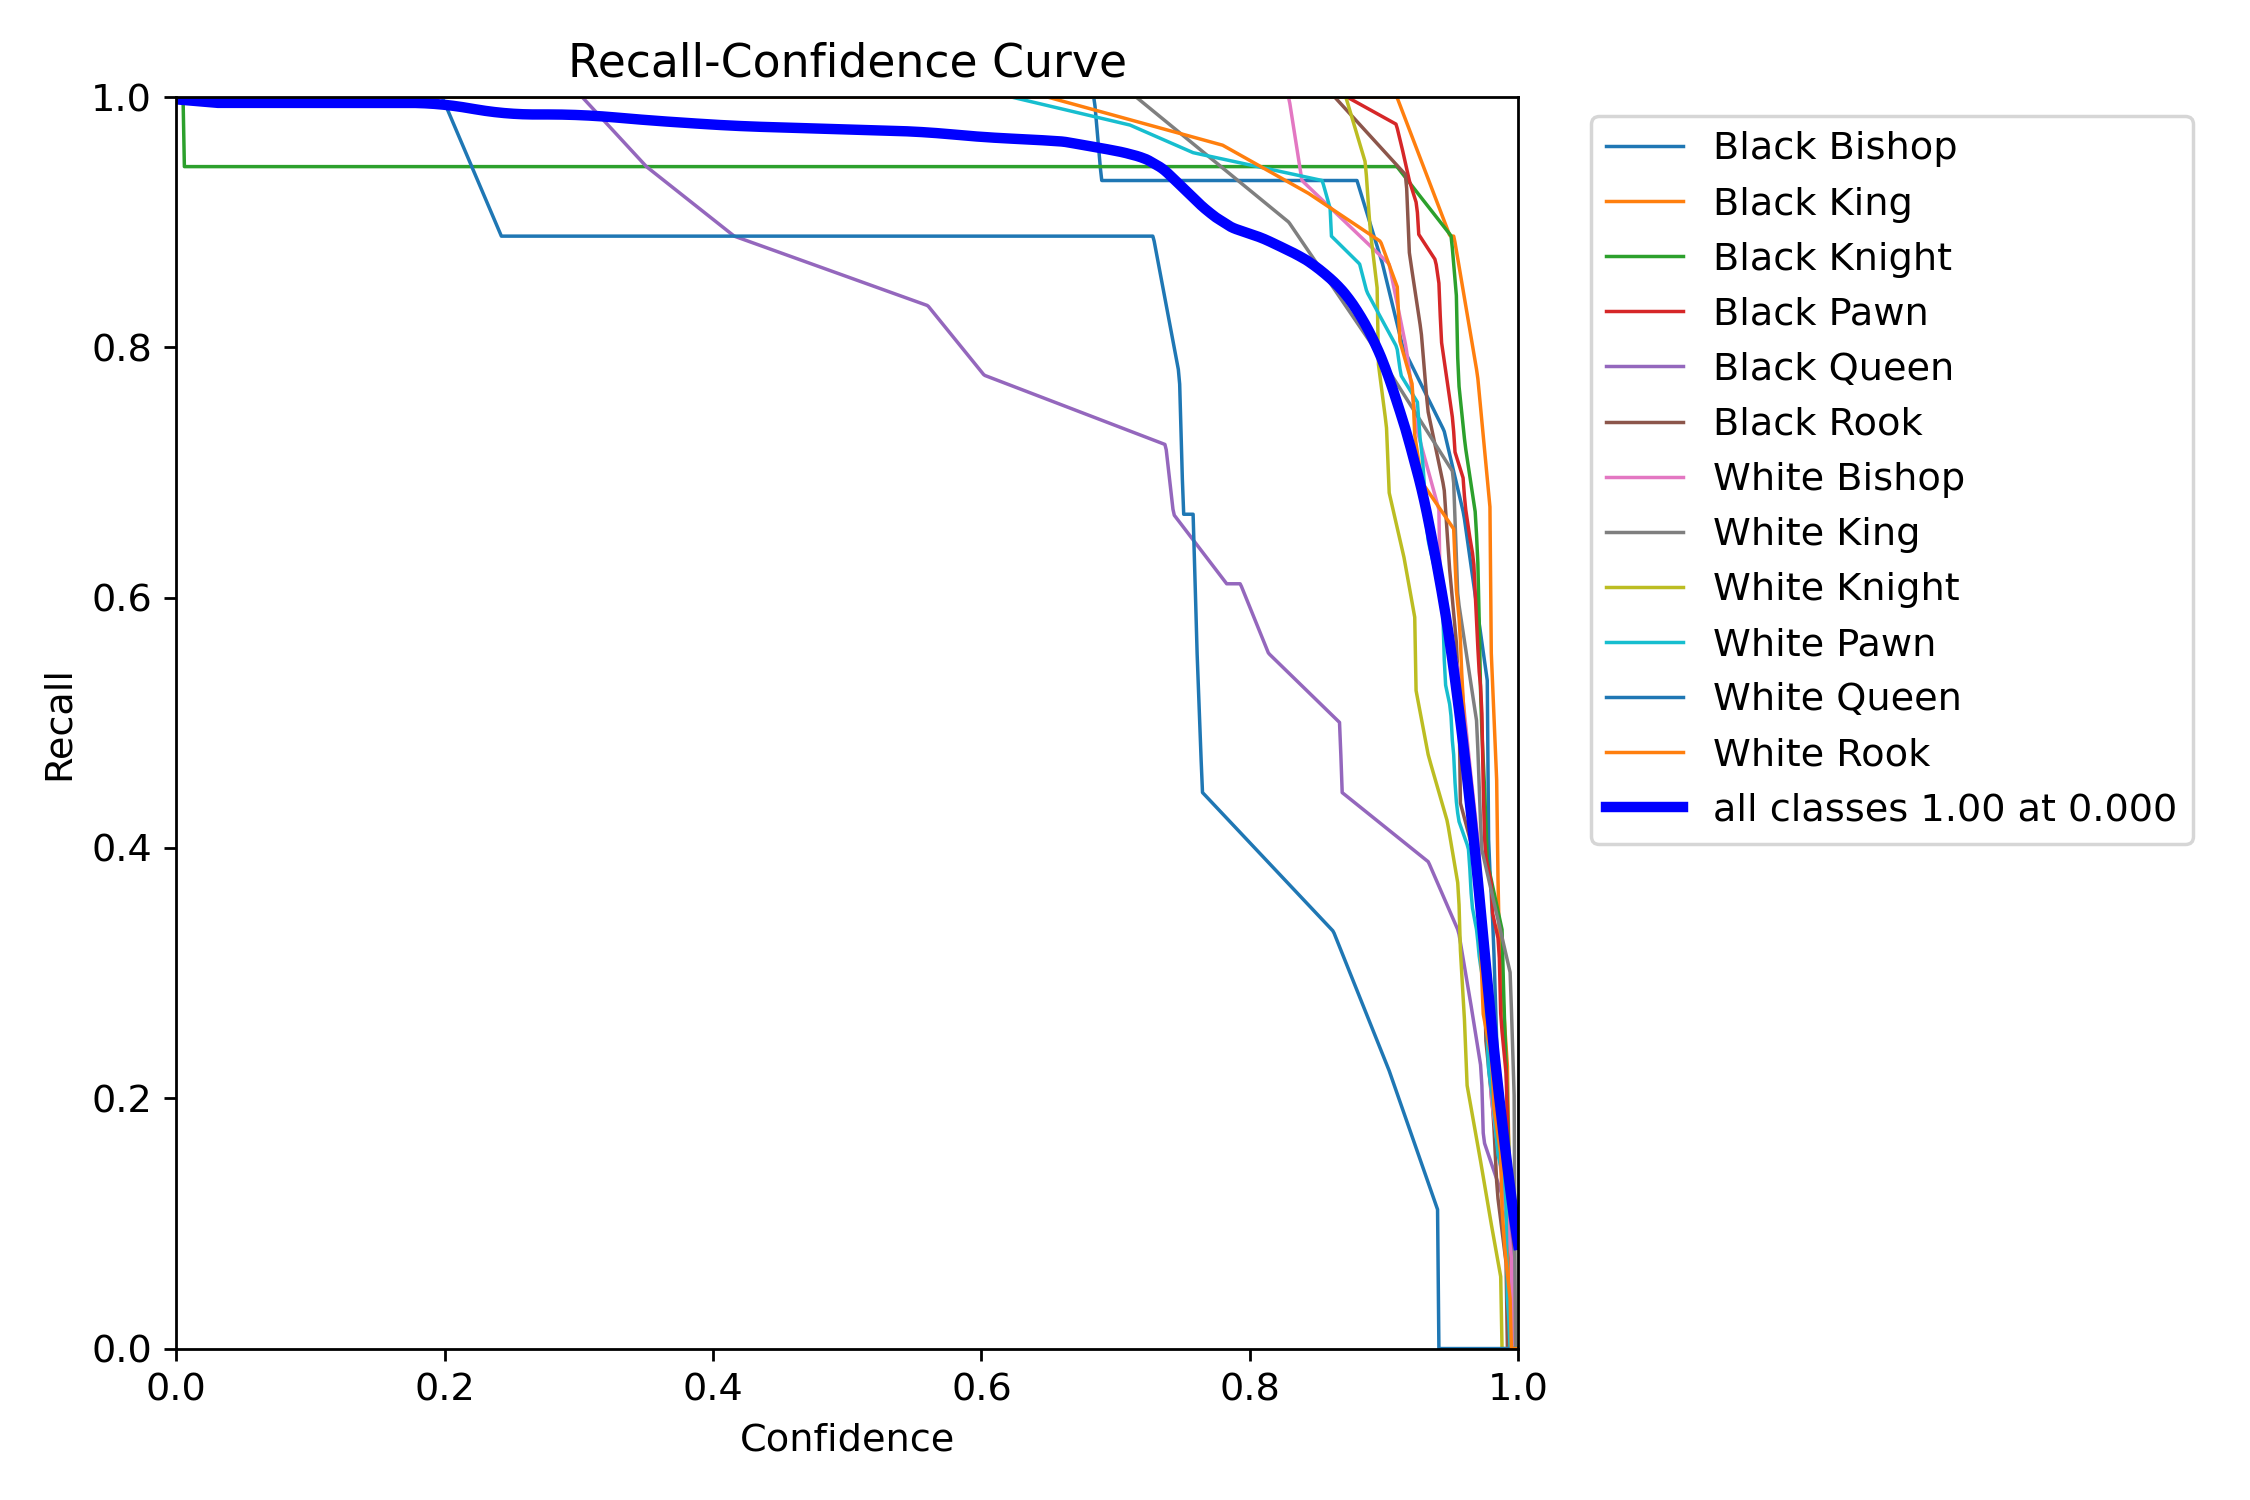 Recall-Confidence Curve
1.0
0.8
0.6
0.4
0.2
0.0
Recall
0.0 0.2 0.4 0.6 0.8 1.0
Confidence
Black Bishop
Black King
Black Knight
Black Pawn
Black Queen
Black Rook
White Bishop
White King
White Knight
White Pawn
White Queen
White Rook
all classes 1.00 at 0.000